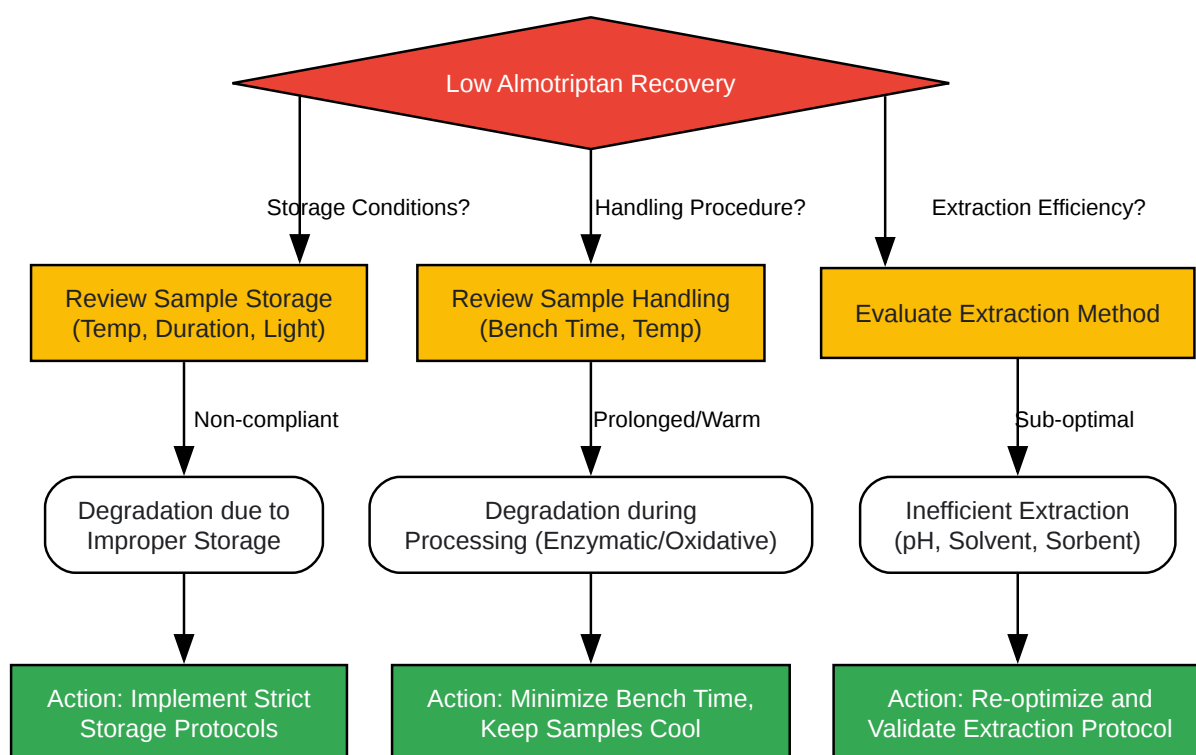 Low Almotriptan Recovery
Storage Conditions?
Handling Procedure?
Extraction Efficiency?
Review Sample Storage
(Temp, Duration, Light)
Review Sample Handling
(Bench Time, Temp)
Evaluate Extraction Method
Non-compliant
Prolonged/Warm
Sub-optimal
Degradation due to
Improper Storage
Degradation during
Processing (Enzymatic/Oxidative)
Inefficient Extraction
(pH, Solvent, Sorbent)
Action: Implement Strict
Storage Protocols
Action: Minimize Bench Time,
Keep Samples Cool
Action: Re-optimize and
Validate Extraction Protocol